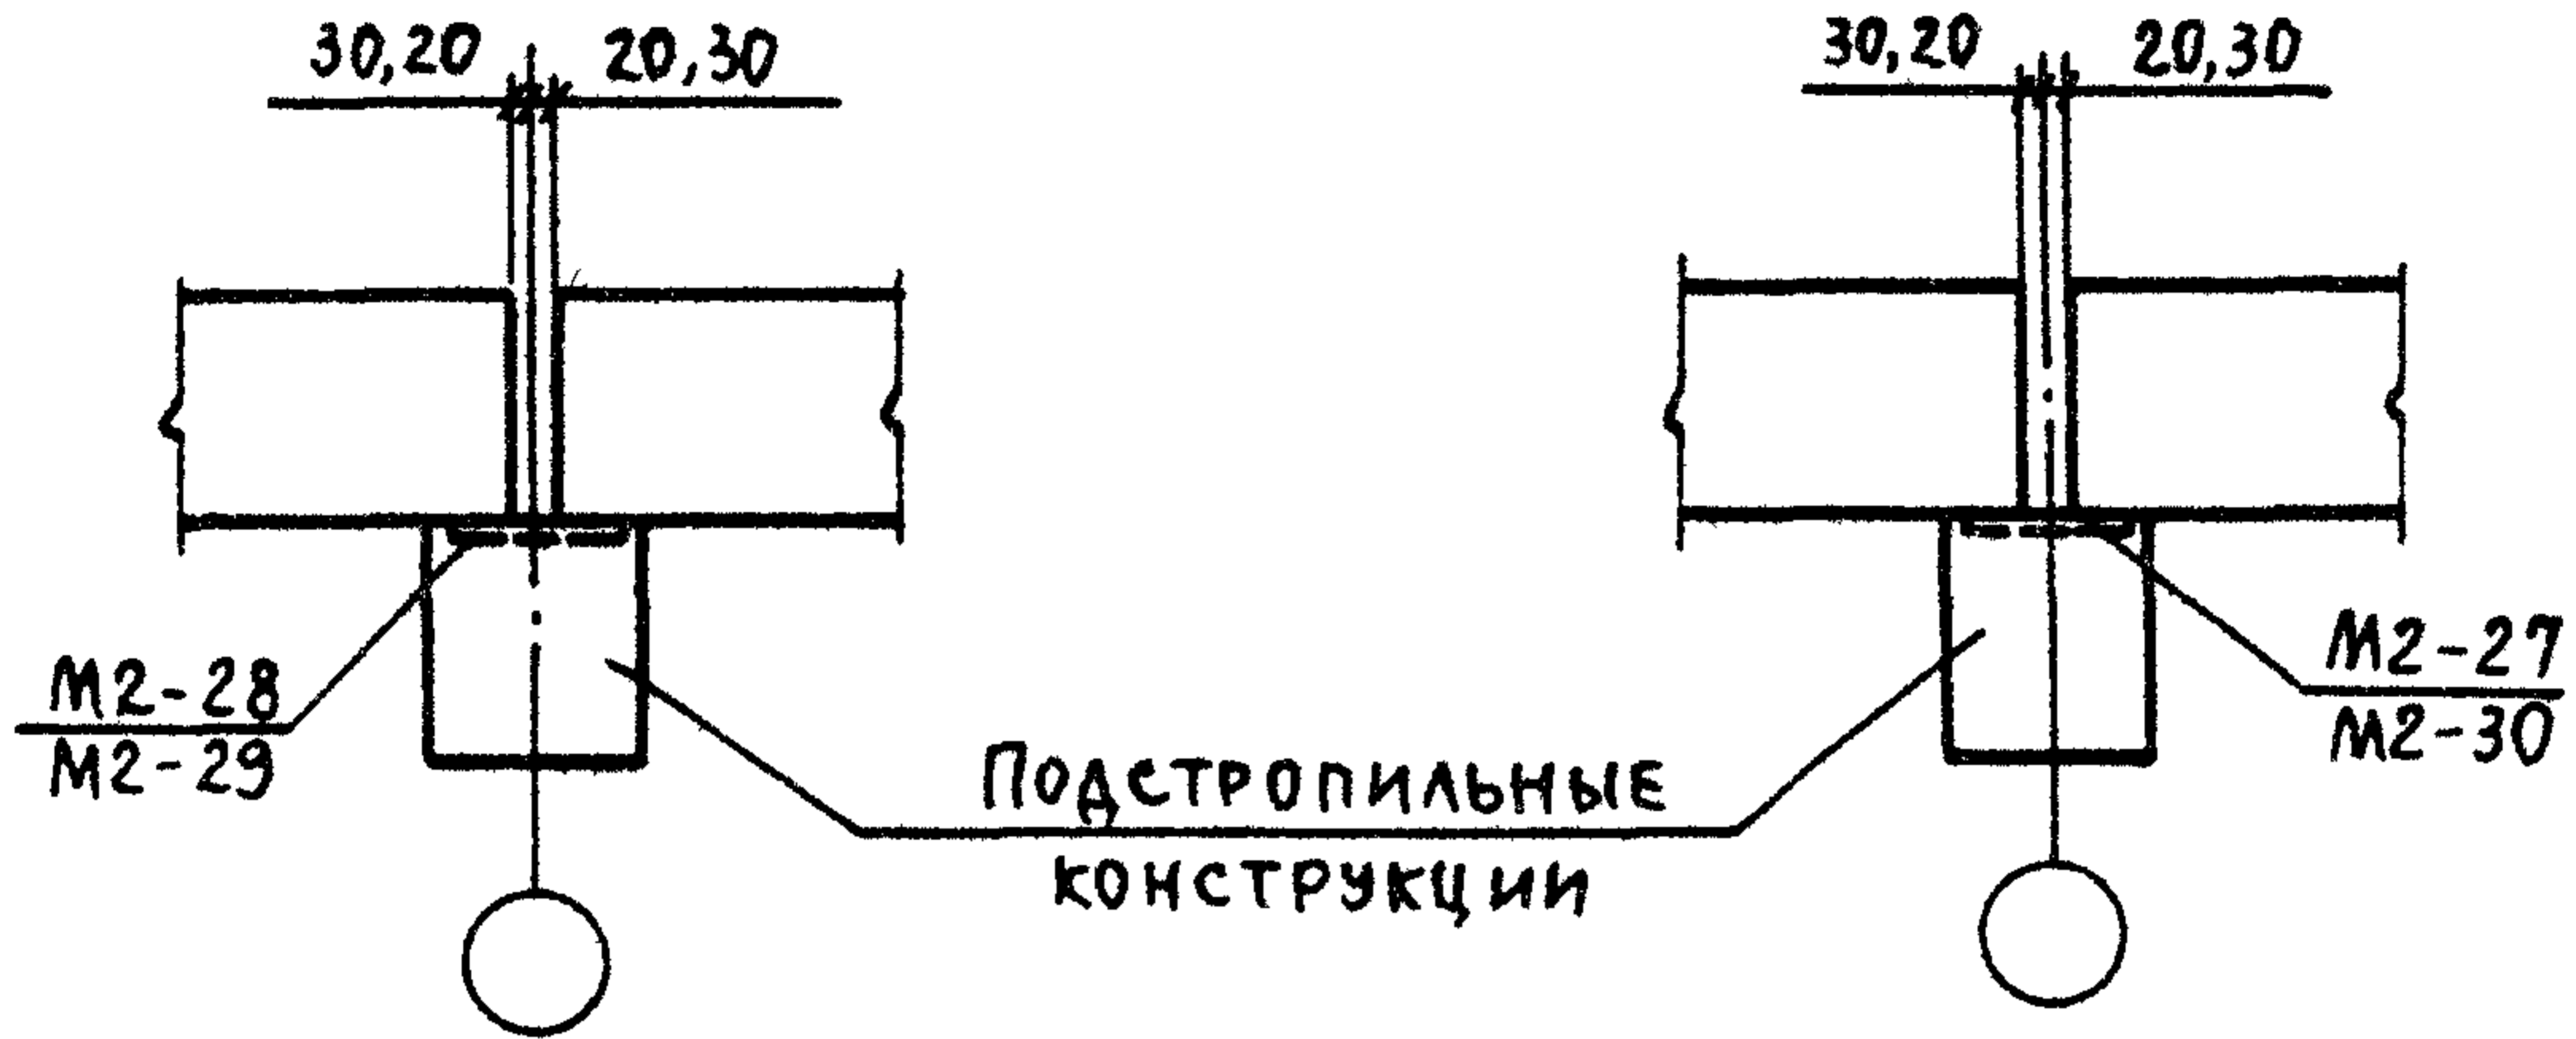 30,20 20,30
30,20 20,30
М2-28
М2-29
Подстропильные
конструкции
М2-27
М2-30